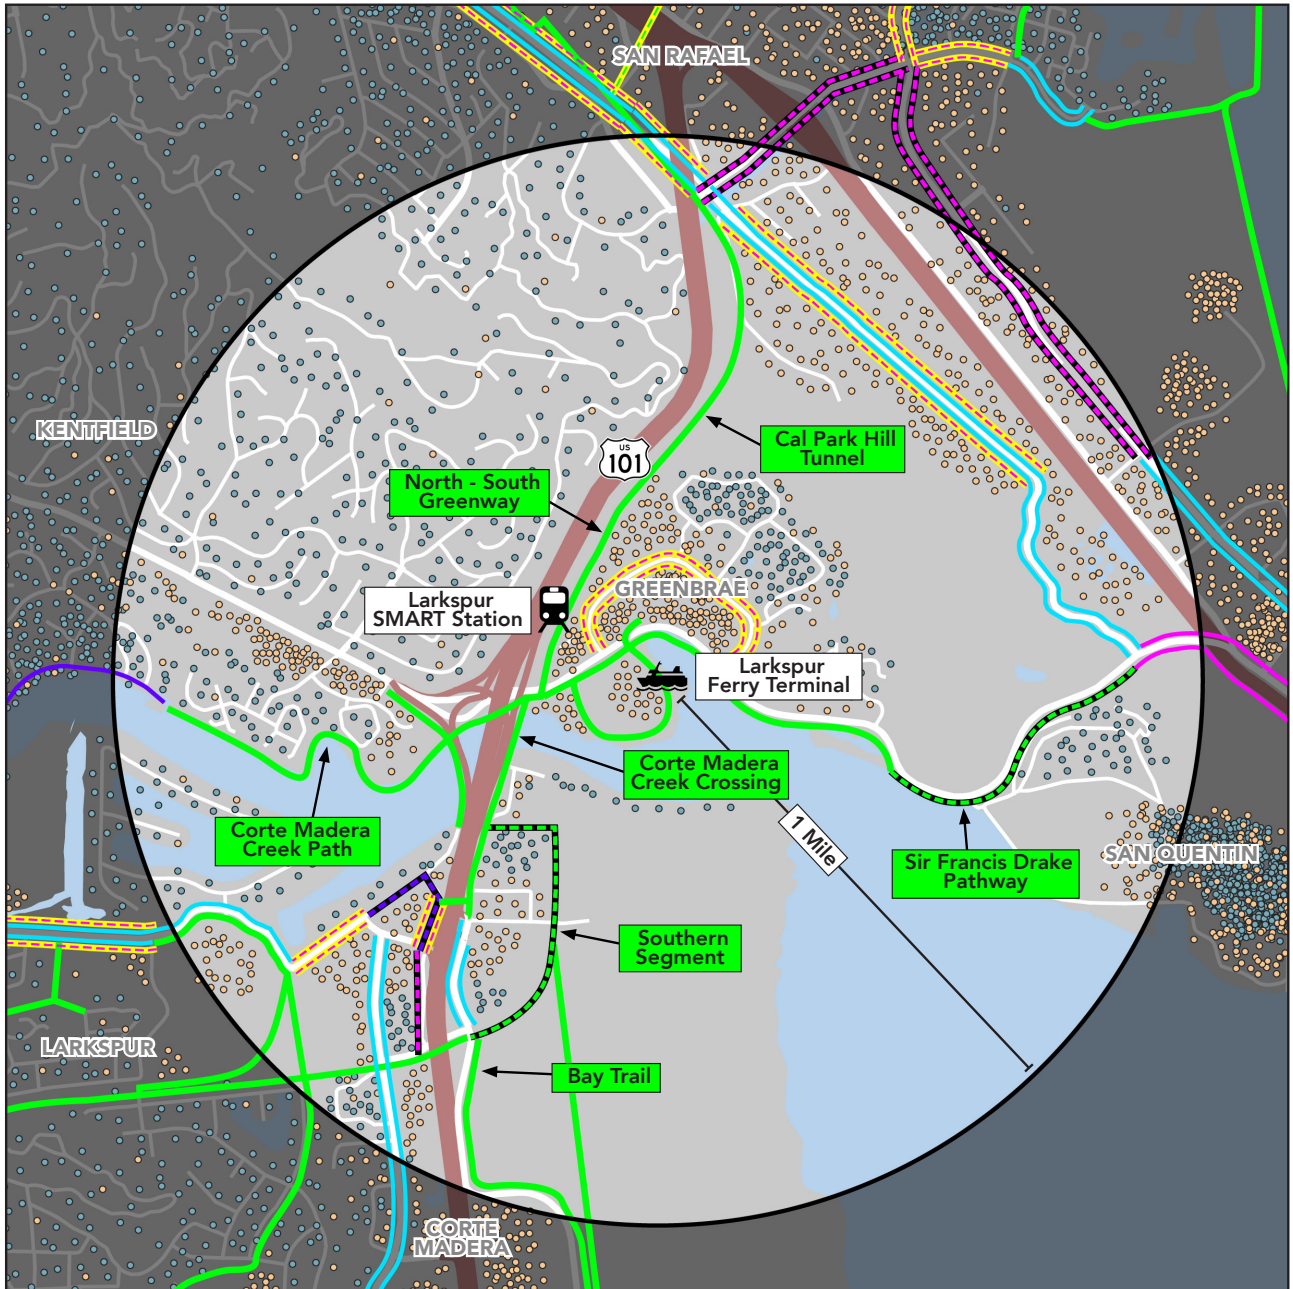 SAN RAFAEL
KENTFIELD
Cal Park Hill
Tunnel
US
101
North - South
Greenway
GREENBRAE
Larkspur
SMART Station
Larkspur
Ferry Terminal
Corte Madera
Creek Crossing
1 Mile
Corte Madera
Creek Path
SAN QUENTIN
Sir Francis Drake
Pathway
Southern
Segment
LARKSPUR
Bay Trail
CORTE
MADERA